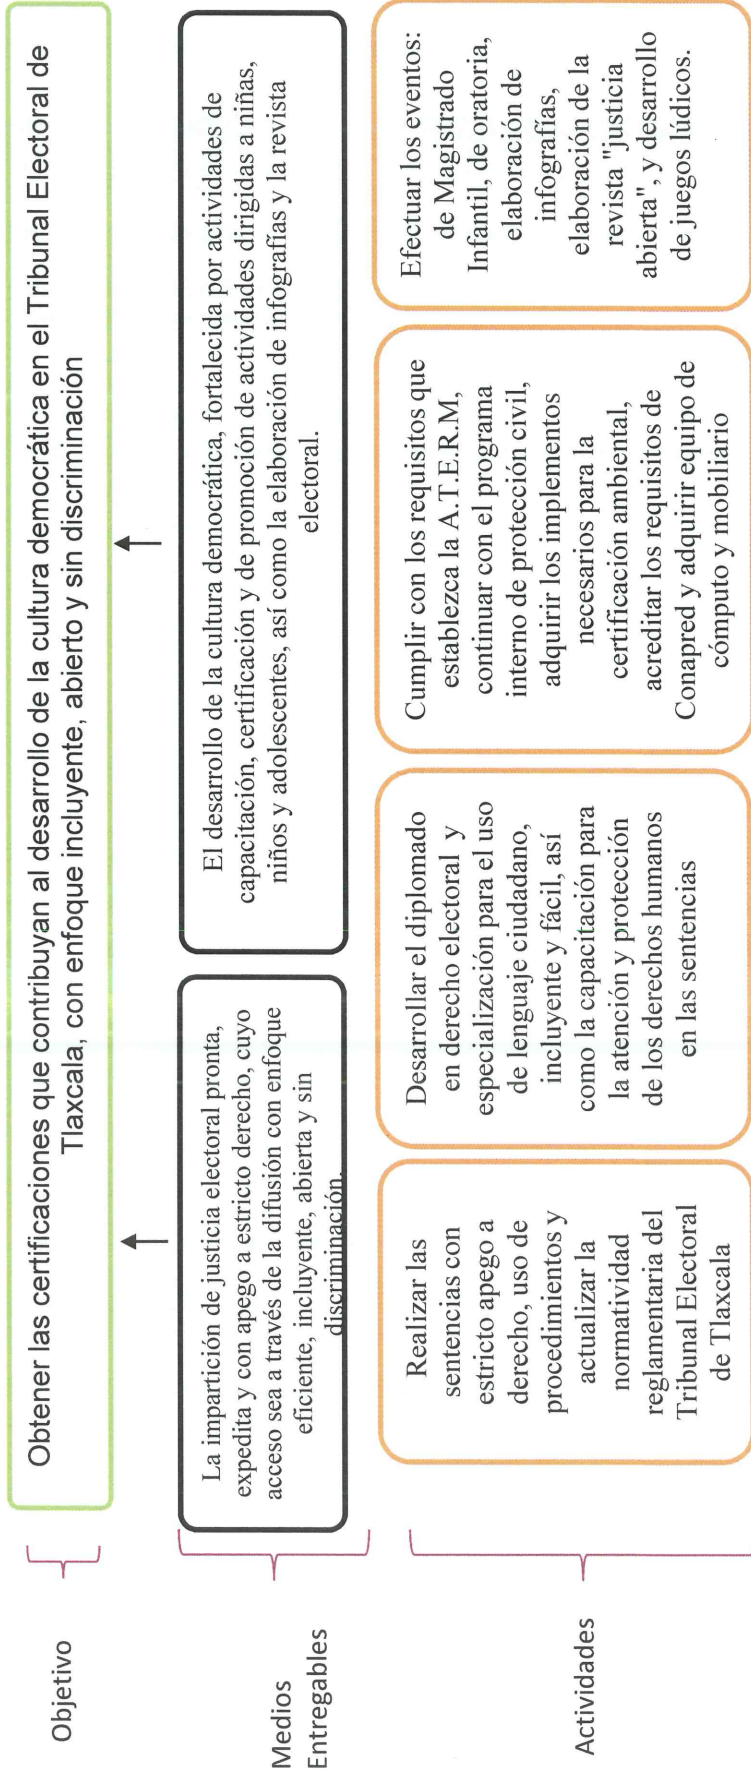 Objetivo
Obtener las certificaciones que contribuyan al desarrollo de la cultura democrática en el Tribunal Electoral de
Tlaxcala, con enfoque incluyente, abierto y sin discriminación
Medios
Entregables
La impartición de justicia electoral pronta,
expedita y con apego a estricto derecho, cuyo
acceso sea a través de la difusión con enfoque
eficiente, incluyente, abierta y sin
discriminación.
El desarrollo de la cultura democrática, fortalecida por actividades de
capacitación, certificación y de promoción de actividades dirigidas a niñas,
niños y adolescentes, así como la elaboración de infografías y la revista
electoral.
Actividades
Realizar las
sentencias con
estricto apego a
derecho, uso de
procedimientos y
actualizar la
normatividad
reglamentaria del
Tribunal Electoral
de Tlaxcala
Desarrollar el diplomado
en derecho electoral y
especialización para el uso
de lenguaje ciudadano,
incluyente y fácil, así
como la capacitación para
la atención y protección
de los derechos humanos
en las sentencias
Cumplir con los requisitos que
establezca la A.T.E.R.M,
continuar con el programa
interno de protección civil,
adquirir los implementos
necesarios para la
certificación ambiental,
acreditar los requisitos de
Conapred y adquirir equipo de
cómputo y mobiliario
Efectuar los eventos:
de Magistrado
Infantil, de oratoria,
elaboración de
infografías,
elaboración de la
revista "justicia
abierta", y desarrollo
de juegos lúdicos.